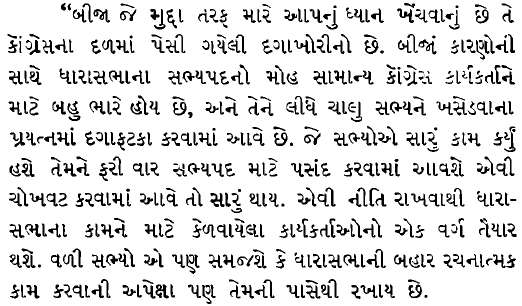 “બીજા જે મુદ્દા તરફ મારે આપનું ધ્યાન ખેંચવાનું છે તે
કૉંગ્રેસના દળમાં પેસી ગયેલી દગાખોરીનો છે. બીજાં કારણોની
સાથે ધારાસભાના સભ્યપદનો મોહ સામાન્ય કૉંગ્રેસ કાર્યકર્તાને
માટે બહુ ભારે હોય છે, અને તેને લીધે ચાલુ સભ્યને ખસેડવાના
પ્રયત્નમાં દગાફટકા કરવામાં આવે છે. જે સભ્યોએ સારું કામ કર્યું
હશે તેમને ફરી વાર સભ્યપદ માટે પસંદ કરવામાં આવશે એવી
ચોખવટ કરવામાં આવે તો સારું થાય. એવી નીતિ રાખવાથી ધારા-
સભાના કામને માટે કેળવાયેલા કાર્યકર્તાઓનો એક વર્ગ તૈયાર
થશે. વળી સભ્યો એ પણ સમજશે કે ધારાસભાની બહાર રચનાત્મક
કામ કરવાની અપેક્ષા પણ તેમની પાસેથી રખાય છે.